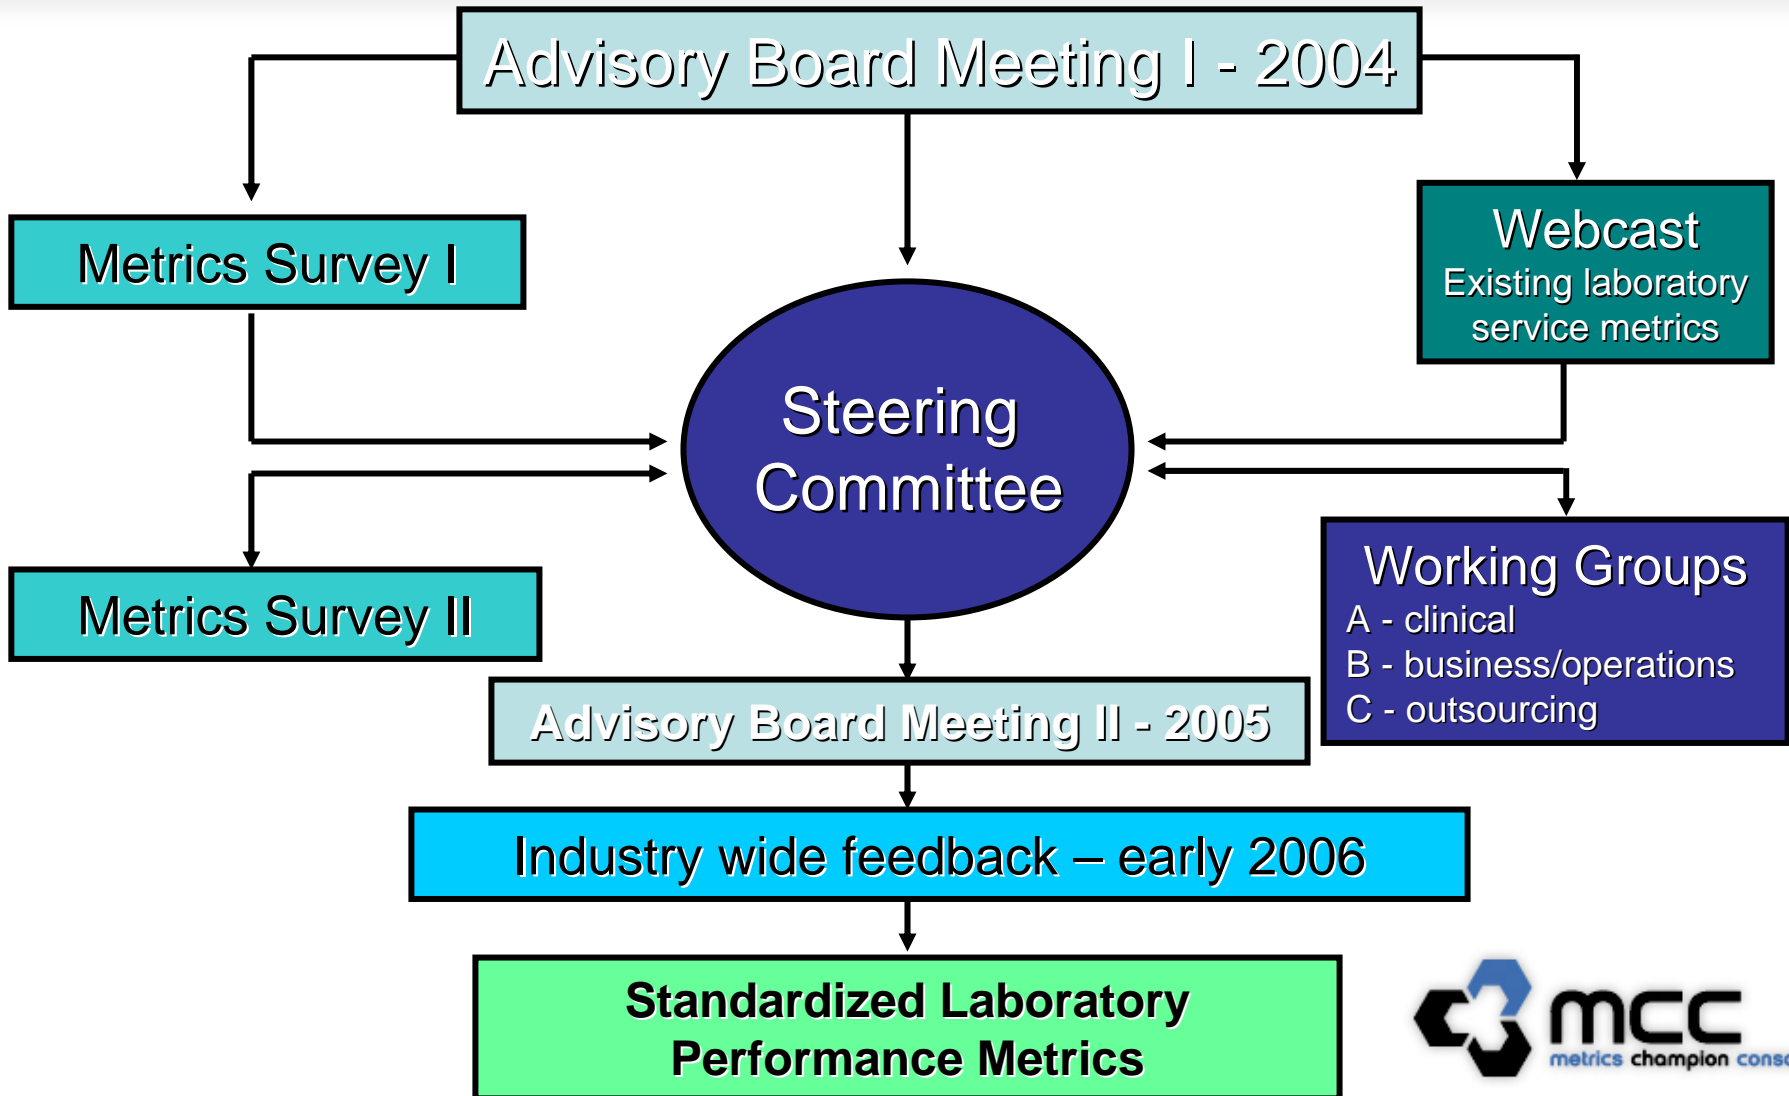 Advisory Board Meeting I - 2004
Metrics Survey I
Webcast
Existing laboratory
service metrics
Steering
Committee
Metrics Survey II
Working Groups
A - clinical
B - business/operations
C - outsourcing
Advisory Board Meeting II - 2005
Industry wide feedback – early 2006
Standardized Laboratory
Performance Metrics
mcc
metrics champion conso